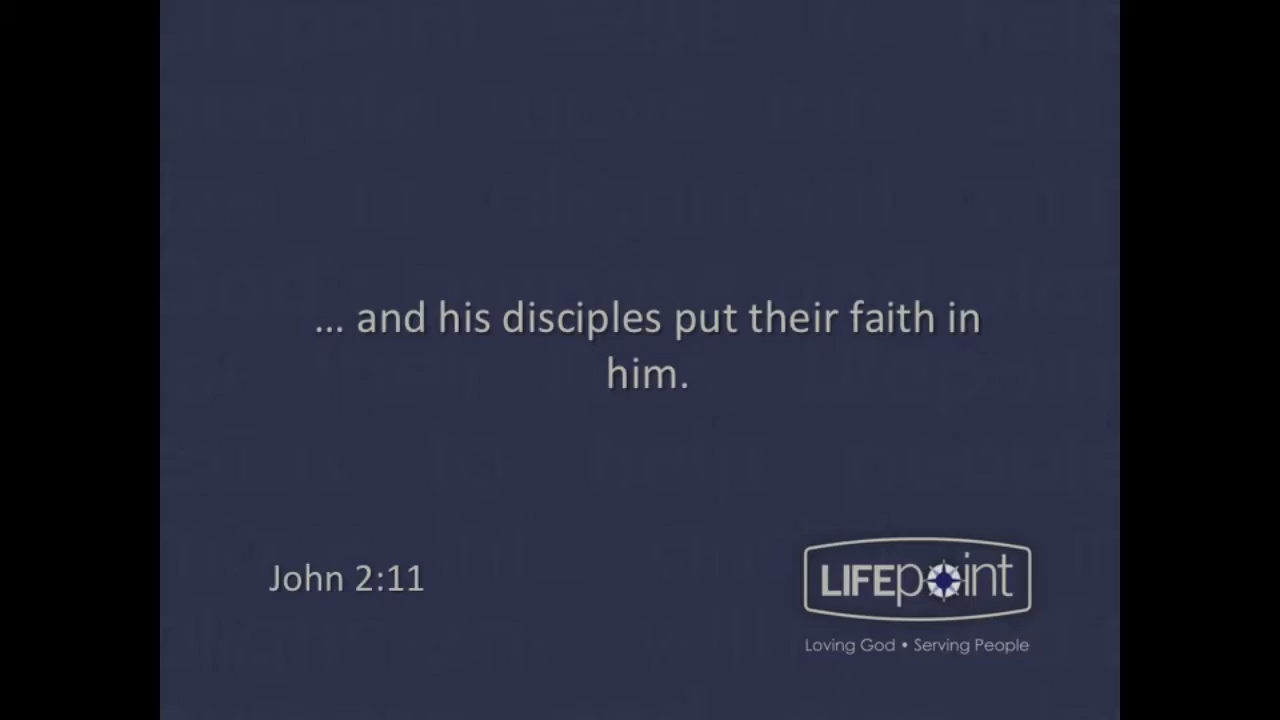 ... and his disciples put their faith in
him.
John 2:11
LIFEpoint
Loving God • Serving People